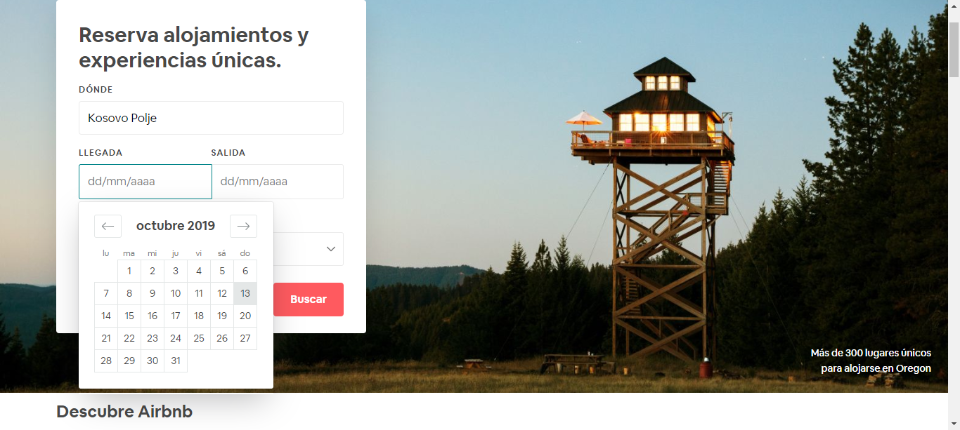 Reserva alojamientos y
experiencias únicas.
DÓNDE
Kosovo Polje
LLEGADA SALIDA
dd/mm/aaaa dd/mm/aaaa
octubre 2019
lu ma mi ju vi sá do
1 2 3 4 5 6
7 8 9 10 11 12 13
14 15 16 17 18 19 20
21 22 23 24 25 26 27
28 29 30 31
Buscar
Más de 300 lugares únicos
para alojarse en Oregon
Descubre Airbnb